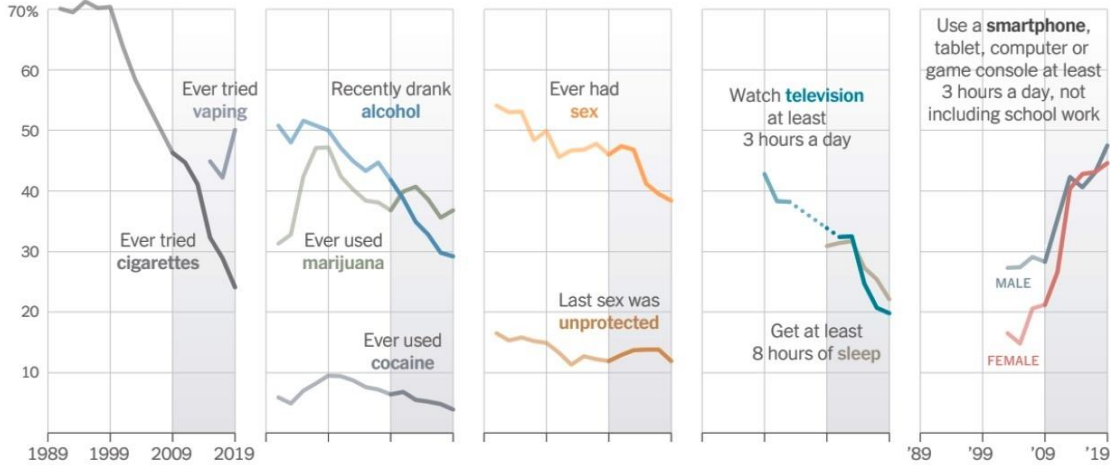 70%
60
50
40
30
20
10
1989
1999
2009
2019
Ever tried
vaping
Ever tried
cigarettes
Recently drank
alcohol
Ever used
marijuana
Ever used
cocaine
Ever had
sex
Last sex was
unprotected
Watch television
at least
3 hours a day
Get at least
8 hours of sleep
Use a smartphone,
tablet, computer or
game console at least
3 hours a day, not
including school work
MALE
FEMALE
'89
'99
'09
'19